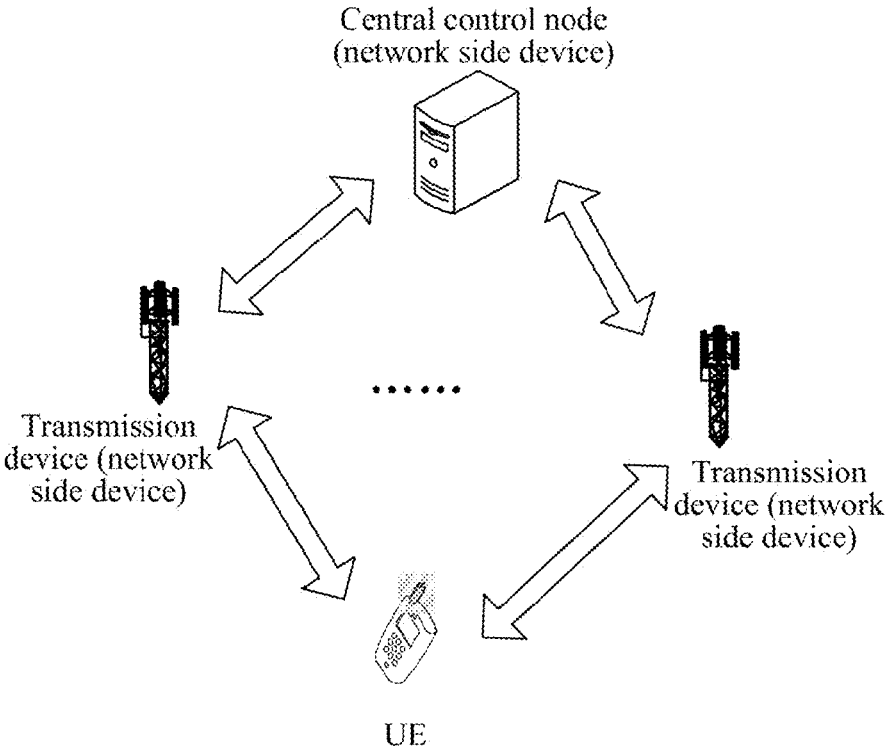 Central control node
(network side device)
Transmission
device (network
side device)
......
Transmission
device (network
side device)
UE